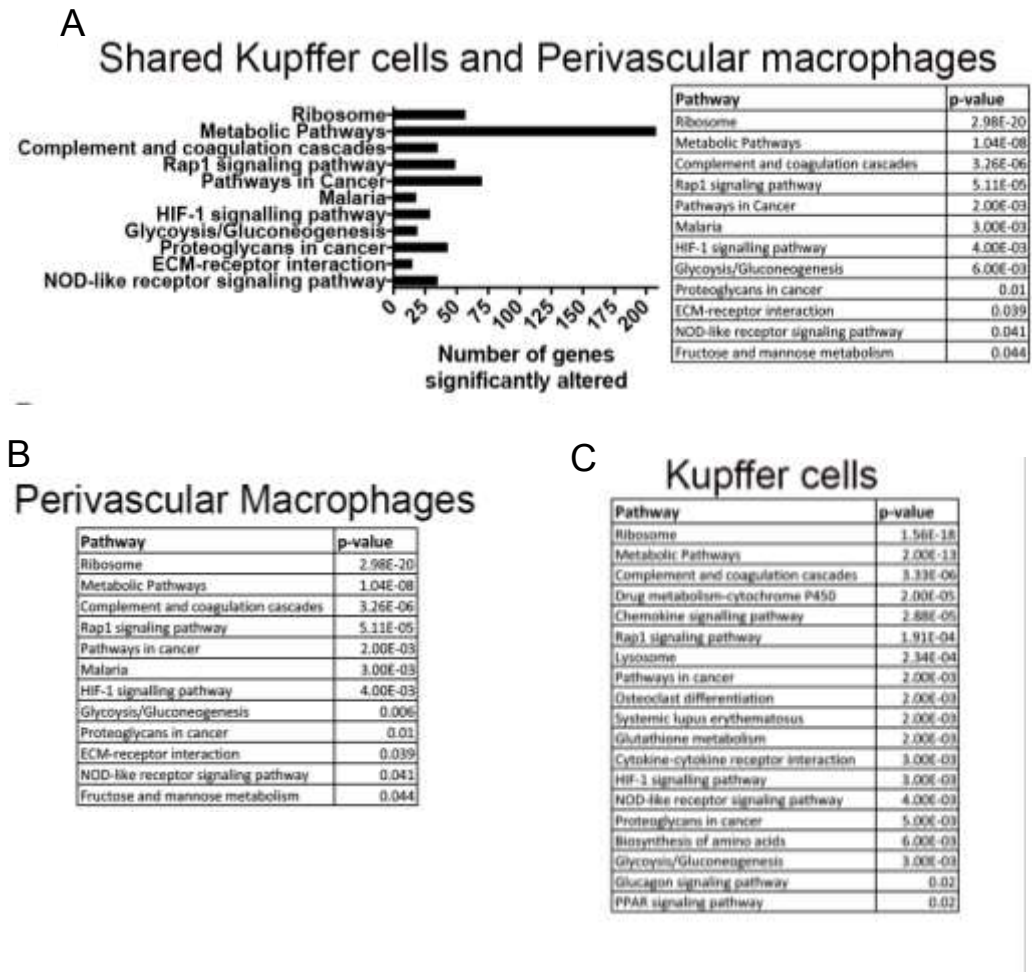 A
Shared Kupffer cells and Perivascular macrophages
Ribosome
Metabolic Pathways
Complement and coagulation cascades
Rap1 signaling pathway
Pathways in Cancer
Malaria
HIF-1 signalling pathway
Glycoysis/Gluconeogenesis
Proteoglycans in cancer
ECM-receptor interaction
NOD-like receptor signaling pathway
0 25 50 75 100 125 150 175 200
Number of genes
significantly altered
Pathway p-value
Ribosome 2.98E-20
Metabolic Pathways 1.04E-08
Complement and coagulation cascades 3.26E-06
Rap1 signaling pathway 5.11E-05
Pathways in Cancer 2.00E-03
Malaria 3.00E-03
HIF-1 signalling pathway 4.00E-03
Glycoysis/Gluconeogenesis 6.00E-03
Proteoglycans in cancer 0.01
ECM-receptor interaction 0.039
NOD-like receptor signaling pathway 0.041
Fructose and mannose metabolism 0.044
B
Perivascular Macrophages
Pathway p-value
Ribosome 2.98E-20
Metabolic Pathways 1.04E-08
Complement and coagulation cascades 3.26E-06
Rap1 signaling pathway 5.11E-05
Pathways in cancer 2.00E-03
Malaria 3.00E-03
HIF-1 signalling pathway 4.00E-03
Glycoysis/Gluconeogenesis 0.006
Proteoglycans in cancer 0.01
ECM-receptor interaction 0.039
NOD-like receptor signaling pathway 0.041
Fructose and mannose metabolism 0.044
C
Kupffer cells
Pathway p-value
Ribosome 1.56E-18
Metabolic Pathways 2.00E-13
Complement and coagulation cascades 3.33E-06
Drug metabolism-cytochrome P450 2.00E-05
Chemokine signalling pathway 2.88E-05
Rap1 signaling pathway 1.91E-04
Lysosome 2.34E-04
Pathways in cancer 2.00E-03
Osteoclast differentiation 2.00E-03
Systemic lupus erythematosus 2.00E-03
Glutathione metabolism 2.00E-03
Cytokine-cytokine receptor interaction 3.00E-03
HIF-1 signalling pathway 3.00E-03
NOD-like receptor signaling pathway 4.00E-03
Proteoglycans in cancer 5.00E-03
Biosynthesis of amino acids 6.00E-03
Glycoysis/Gluconeogenesis 3.00E-03
Glucagon signaling pathway 0.02
PPAR signaling pathway 0.02